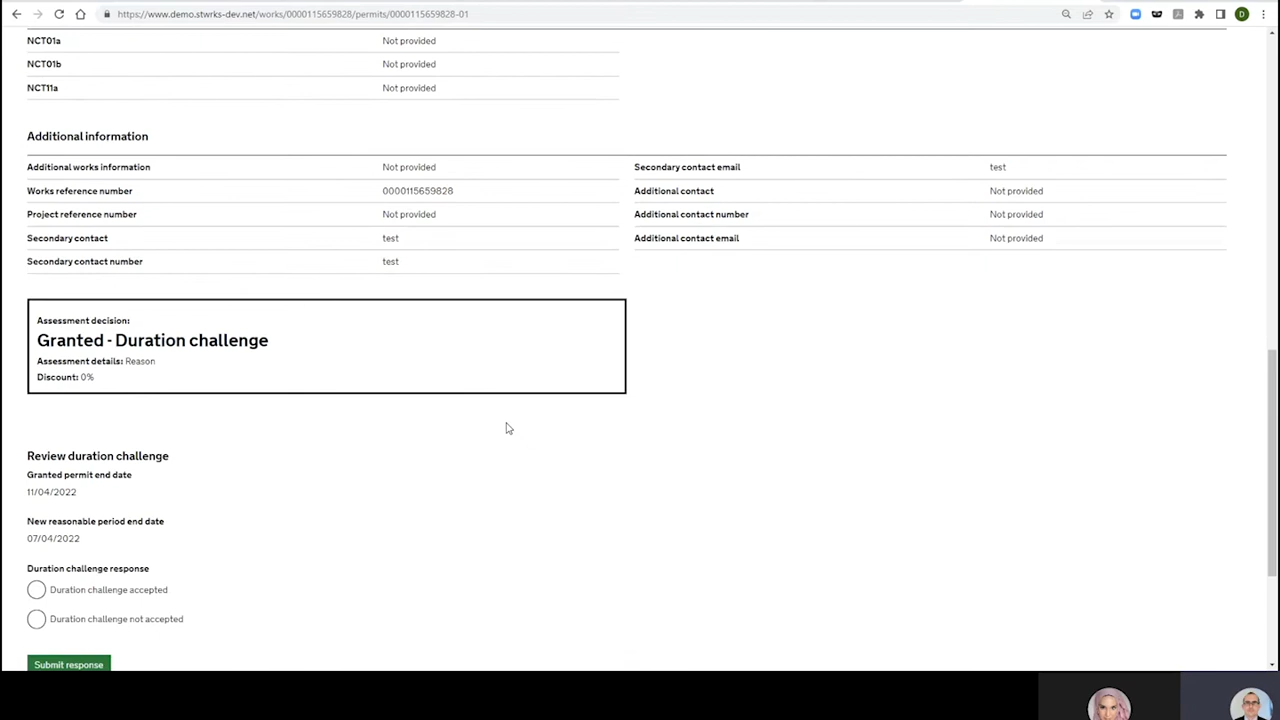 https://www.demo.stwrks-dev.net/works/0000115659828/permits/0000115659828-01
D
NCT01a Not provided
NCT01b Not provided
NCT11a Not provided
Additional information
Additional works information Not provided
Works reference number 0000115659828
Project reference number Not provided
Secondary contact test
Secondary contact number test
Secondary contact email test
Additional contact Not provided
Additional contact number Not provided
Additional contact email Not provided
Assessment decision:
Granted - Duration challenge
Assessment details: Reason
Discount: 0%
Review duration challenge
Granted permit end date
11/04/2022
New reasonable period end date
07/04/2022
Duration challenge response
Duration challenge accepted
Duration challenge not accepted
Submit response